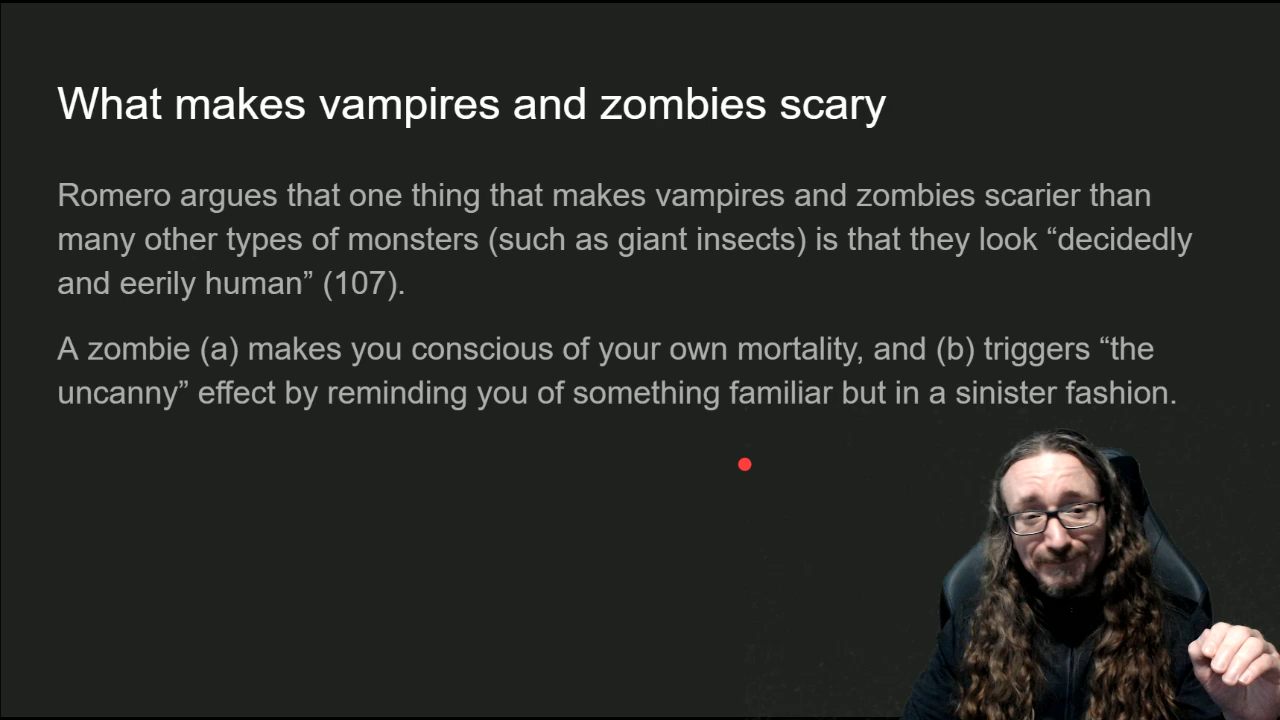 What makes vampires and zombies scary
Romero argues that one thing that makes vampires and zombies scarier than
many other types of monsters (such as giant insects) is that they look “decidedly
and eerily human” (107).
A zombie (a) makes you conscious of your own mortality, and (b) triggers “the
uncanny” effect by reminding you of something familiar but in a sinister fashion.